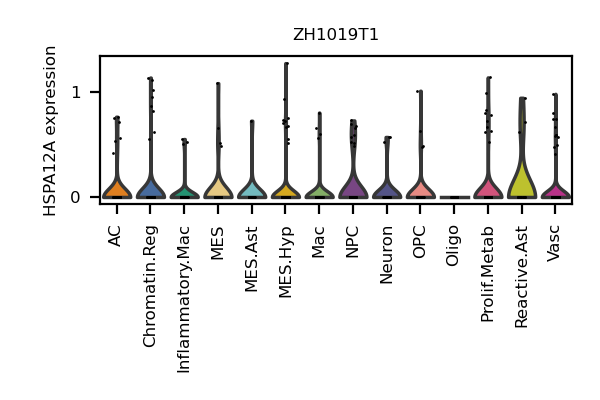 ZH1019T1
HSPA12A expression
1
0
AC
Chromatin.Reg
Inflammatory.Mac
MES
MES.Ast
MES.Hyp
Mac
NPC
Neuron
OPC
Oligo
Prolif.Metab
Reactive.Ast
Vasc